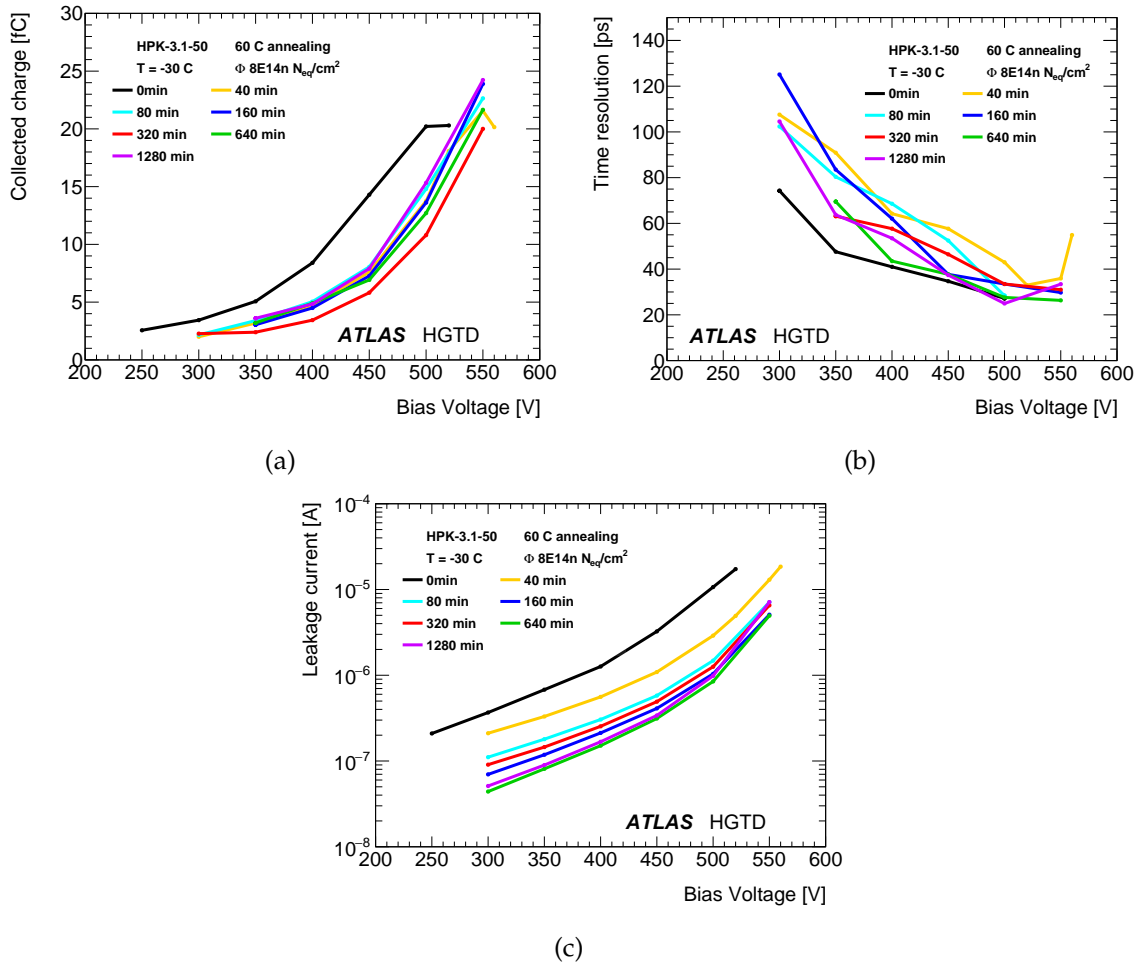 Collected charge [fC]
30
25
20
15
10
5
0
HPK-3.1-50 60 C annealing
T = -30 C Φ 8E14n N_eq/cm²
0min 40 min
80 min 160 min
320 min 640 min
1280 min
ATLAS HGTD
200 250 300 350 400 450 500 550 600
Bias Voltage [V]
(a)
Time resolution [ps]
140
120
100
80
60
40
20
0
HPK-3.1-50 60 C annealing
T = -30 C Φ 8E14n N_eq/cm²
0min 40 min
80 min 160 min
320 min 640 min
1280 min
ATLAS HGTD
200 250 300 350 400 450 500 550 600
Bias Voltage [V]
(b)
Leakage current [A]
10⁻⁴
10⁻⁵
10⁻⁶
10⁻⁷
10⁻⁸
HPK-3.1-50 60 C annealing
T = -30 C Φ 8E14n N_eq/cm²
0min 40 min
80 min 160 min
320 min 640 min
1280 min
ATLAS HGTD
200 250 300 350 400 450 500 550 600
Bias Voltage [V]
(c)